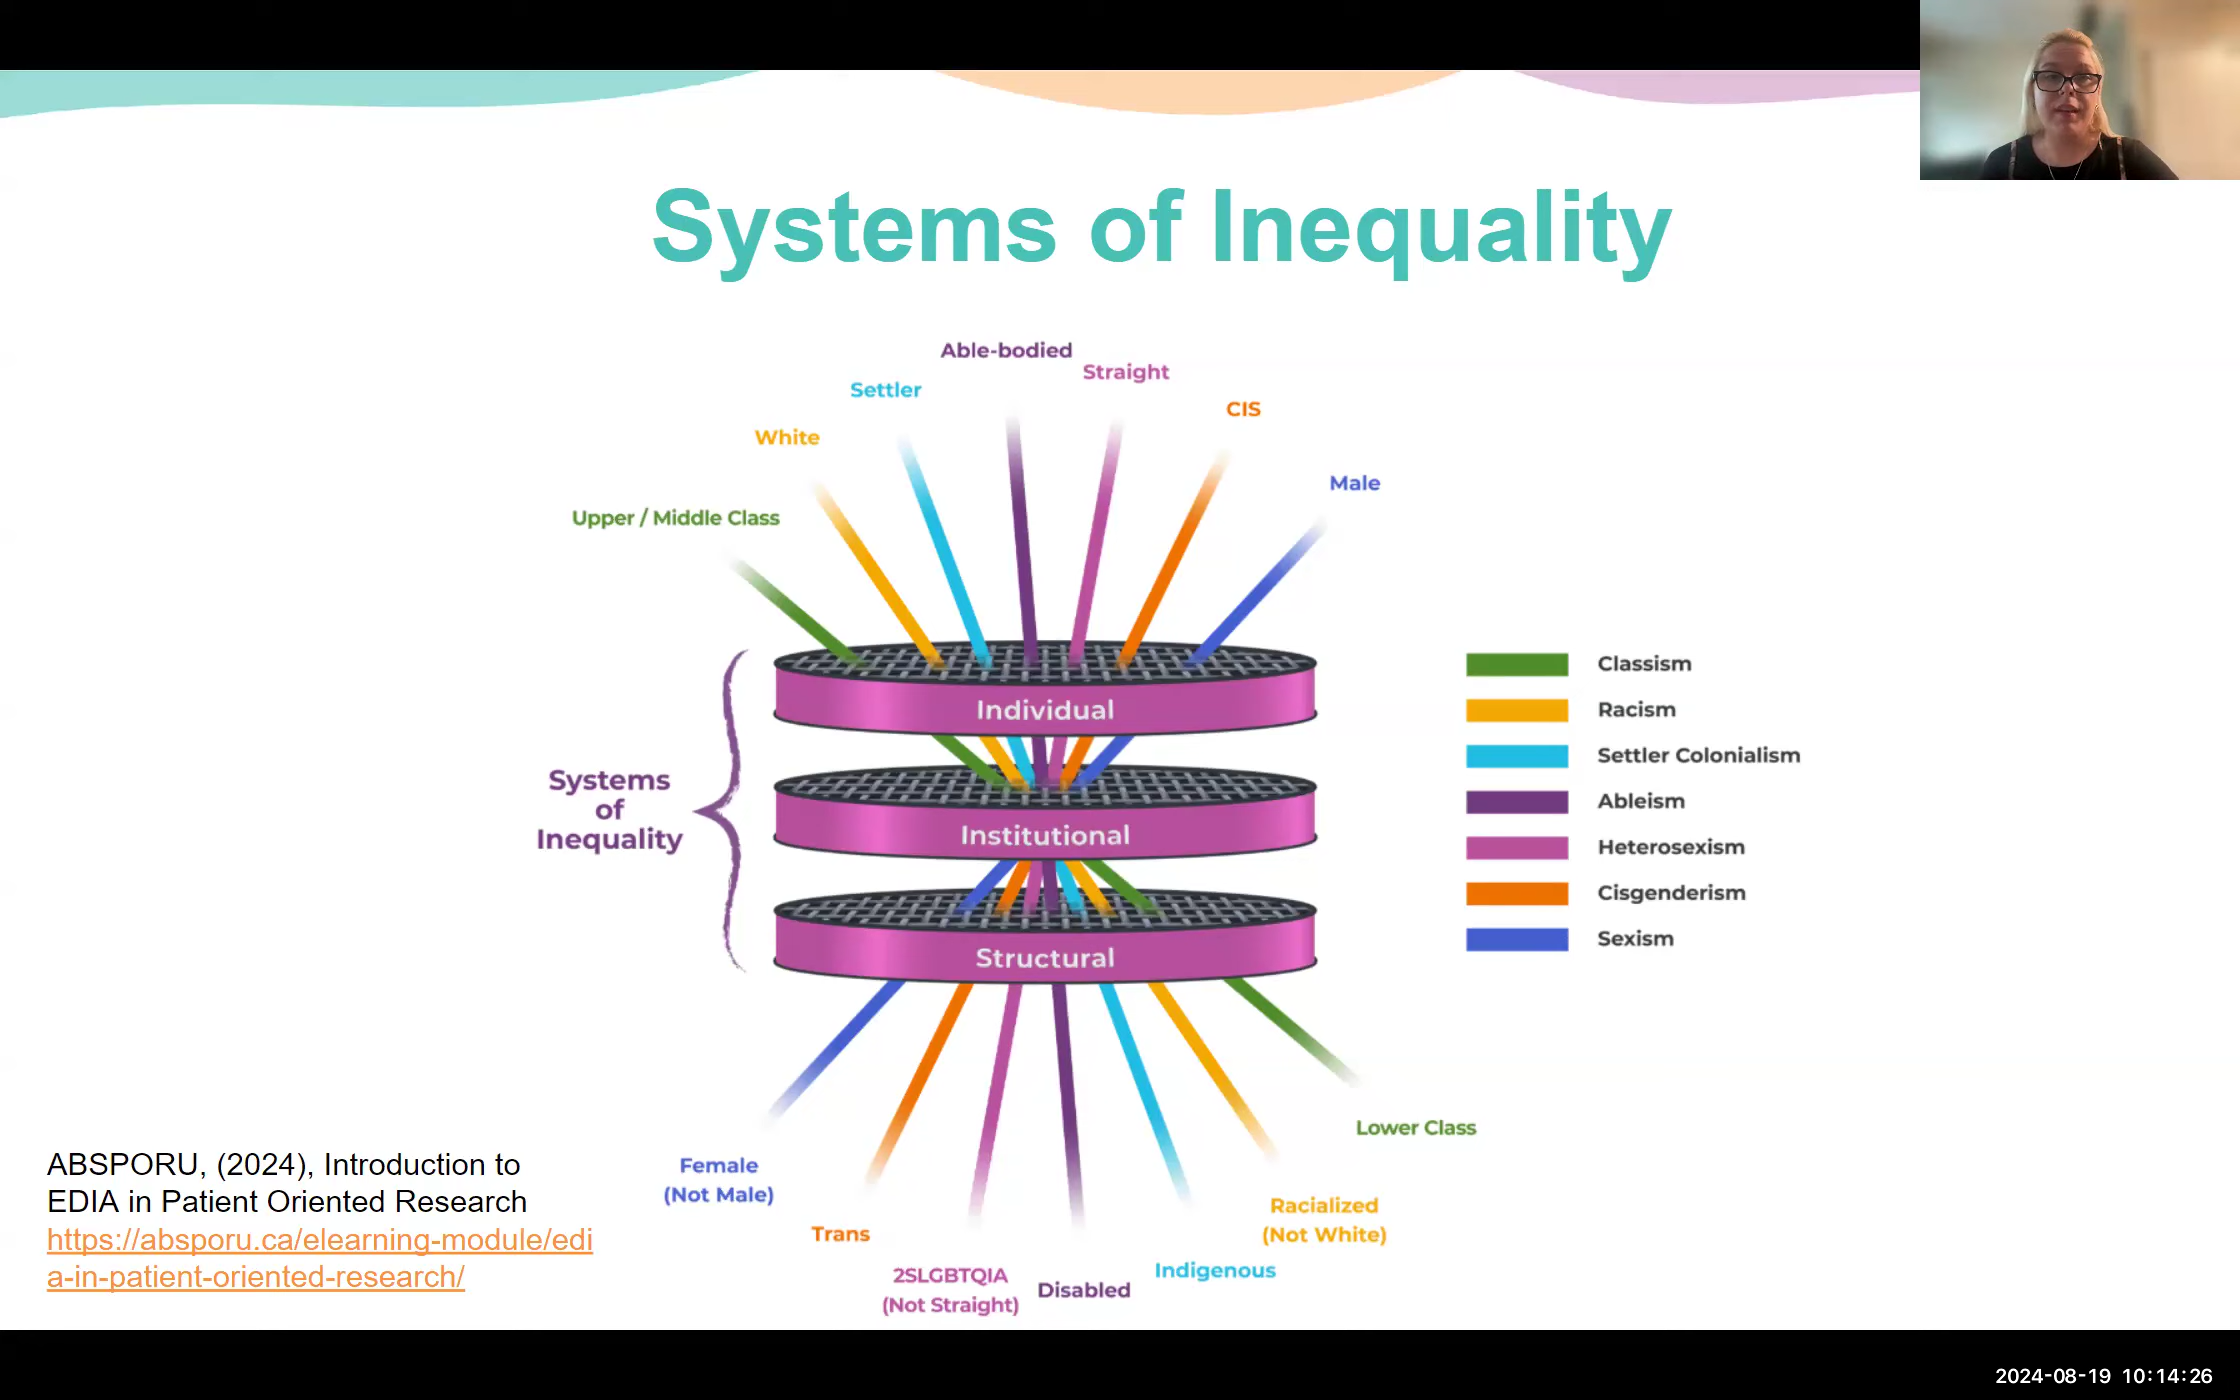 Systems of Inequality
Able-bodied
Straight
Settler
CIS
White
Male
Upper / Middle Class
Individual
Institutional
Structural
Systems
of
Inequality
Classism
Racism
Settler Colonialism
Ableism
Heterosexism
Cisgenderism
Sexism
Lower Class
Female
(Not Male)
Racialized
(Not White)
Trans
Indigenous
2SLGBTQIA
(Not Straight)
Disabled
ABSPORU, (2024), Introduction to
EDIA in Patient Oriented Research
https://absporu.ca/elearning-module/edi
a-in-patient-oriented-research/
2024-08-19 10:14:26